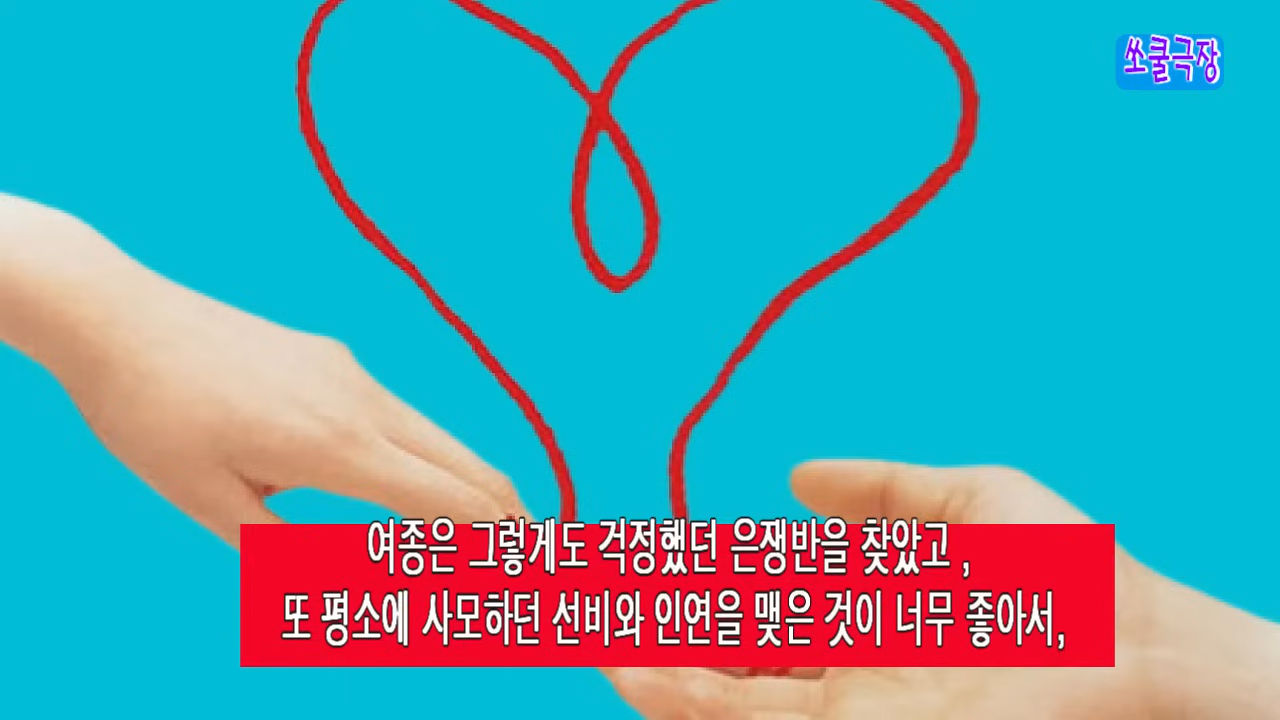 쏘쿨극장
여종은 그렇게도 걱정했던 은쟁반을 찾았고 ,
또 평소에 사모하던 선비와 인연을 맺은 것이 너무 좋아서,